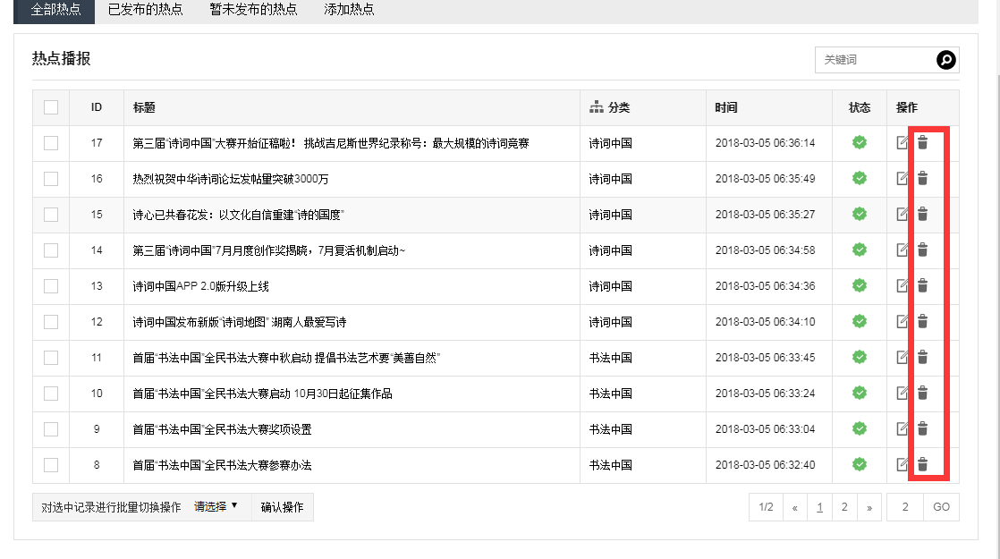 全部热点 已发布的热点 暂未发布的热点 添加热点
热点播报 关键词
ID 标题 分类 时间 状态 操作
17 第三届“诗词中国”大赛开始征稿啦！ 挑战吉尼斯世界纪录称号：最大规模的诗词竞赛 诗词中国 2018-03-05 06:36:14
16 热烈祝贺中华诗词论坛发帖量突破3000万 诗词中国 2018-03-05 06:35:49
15 诗心已共春花发：以文化自信重建“诗的国度” 诗词中国 2018-03-05 06:35:27
14 第三届“诗词中国”7月月度创作奖揭晓，7月复活机制启动~ 诗词中国 2018-03-05 06:34:58
13 诗词中国APP 2.0版升级上线 诗词中国 2018-03-05 06:34:36
12 诗词中国发布新版“诗词地图” 湖南人最爱写诗 诗词中国 2018-03-05 06:34:10
11 首届“书法中国”全民书法大赛中秋启动 提倡书法艺术要“美善自然” 书法中国 2018-03-05 06:33:45
10 首届“书法中国”全民书法大赛启动 10月30日起征集作品 书法中国 2018-03-05 06:33:24
9 首届“书法中国”全民书法大赛奖项设置 书法中国 2018-03-05 06:33:04
8 首届“书法中国”全民书法大赛参赛办法 书法中国 2018-03-05 06:32:40
对选中记录进行批量切换操作 请选择 ▼ 确认操作 1/2 « 1 2 » 2 GO